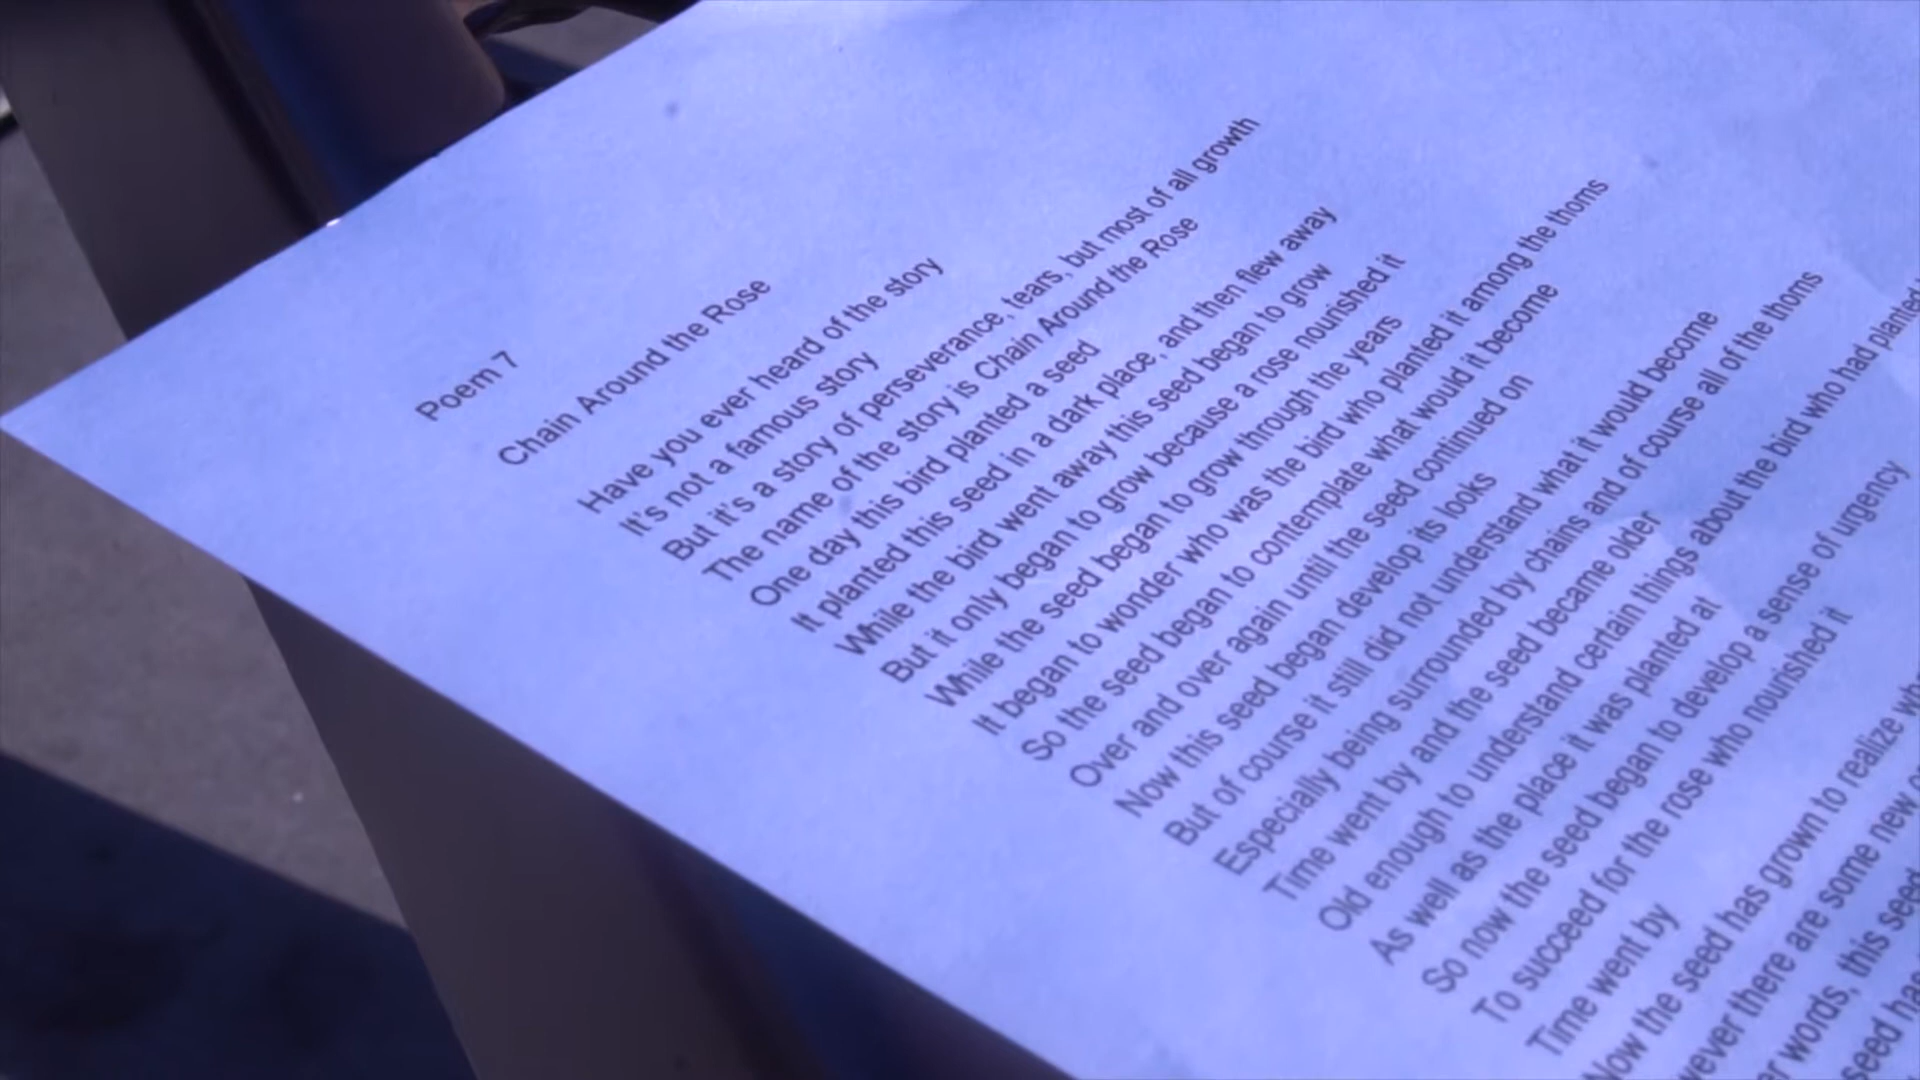 Poem 7
Chain Around the Rose
Have you ever heard of the story
It's not a famous story
But it's a story of perseverance, tears, but most of all growth
The name of the story is Chain Around the Rose
One day this bird planted a seed
It planted this seed in a dark place, and then flew away
While the bird went away this seed began to grow
But it only began to grow because a rose nourished it
While the seed began to grow through the years
It began to wonder who was the bird who planted it among the thorns
So the seed began to contemplate what would it become
Over and over again until the seed continued on
Now this seed began develop its looks
But of course it still did not understand what it would become
Especially being surrounded by chains and of course all of the thorns
Time went by and the seed became older
Old enough to understand certain things about the bird who had planted
As well as the place it was planted at
So now the seed began to develop a sense of urgency
To succeed for the rose who nourished it
Time went by
Now the seed has grown to realize
there are some new
words, this seed
seed has